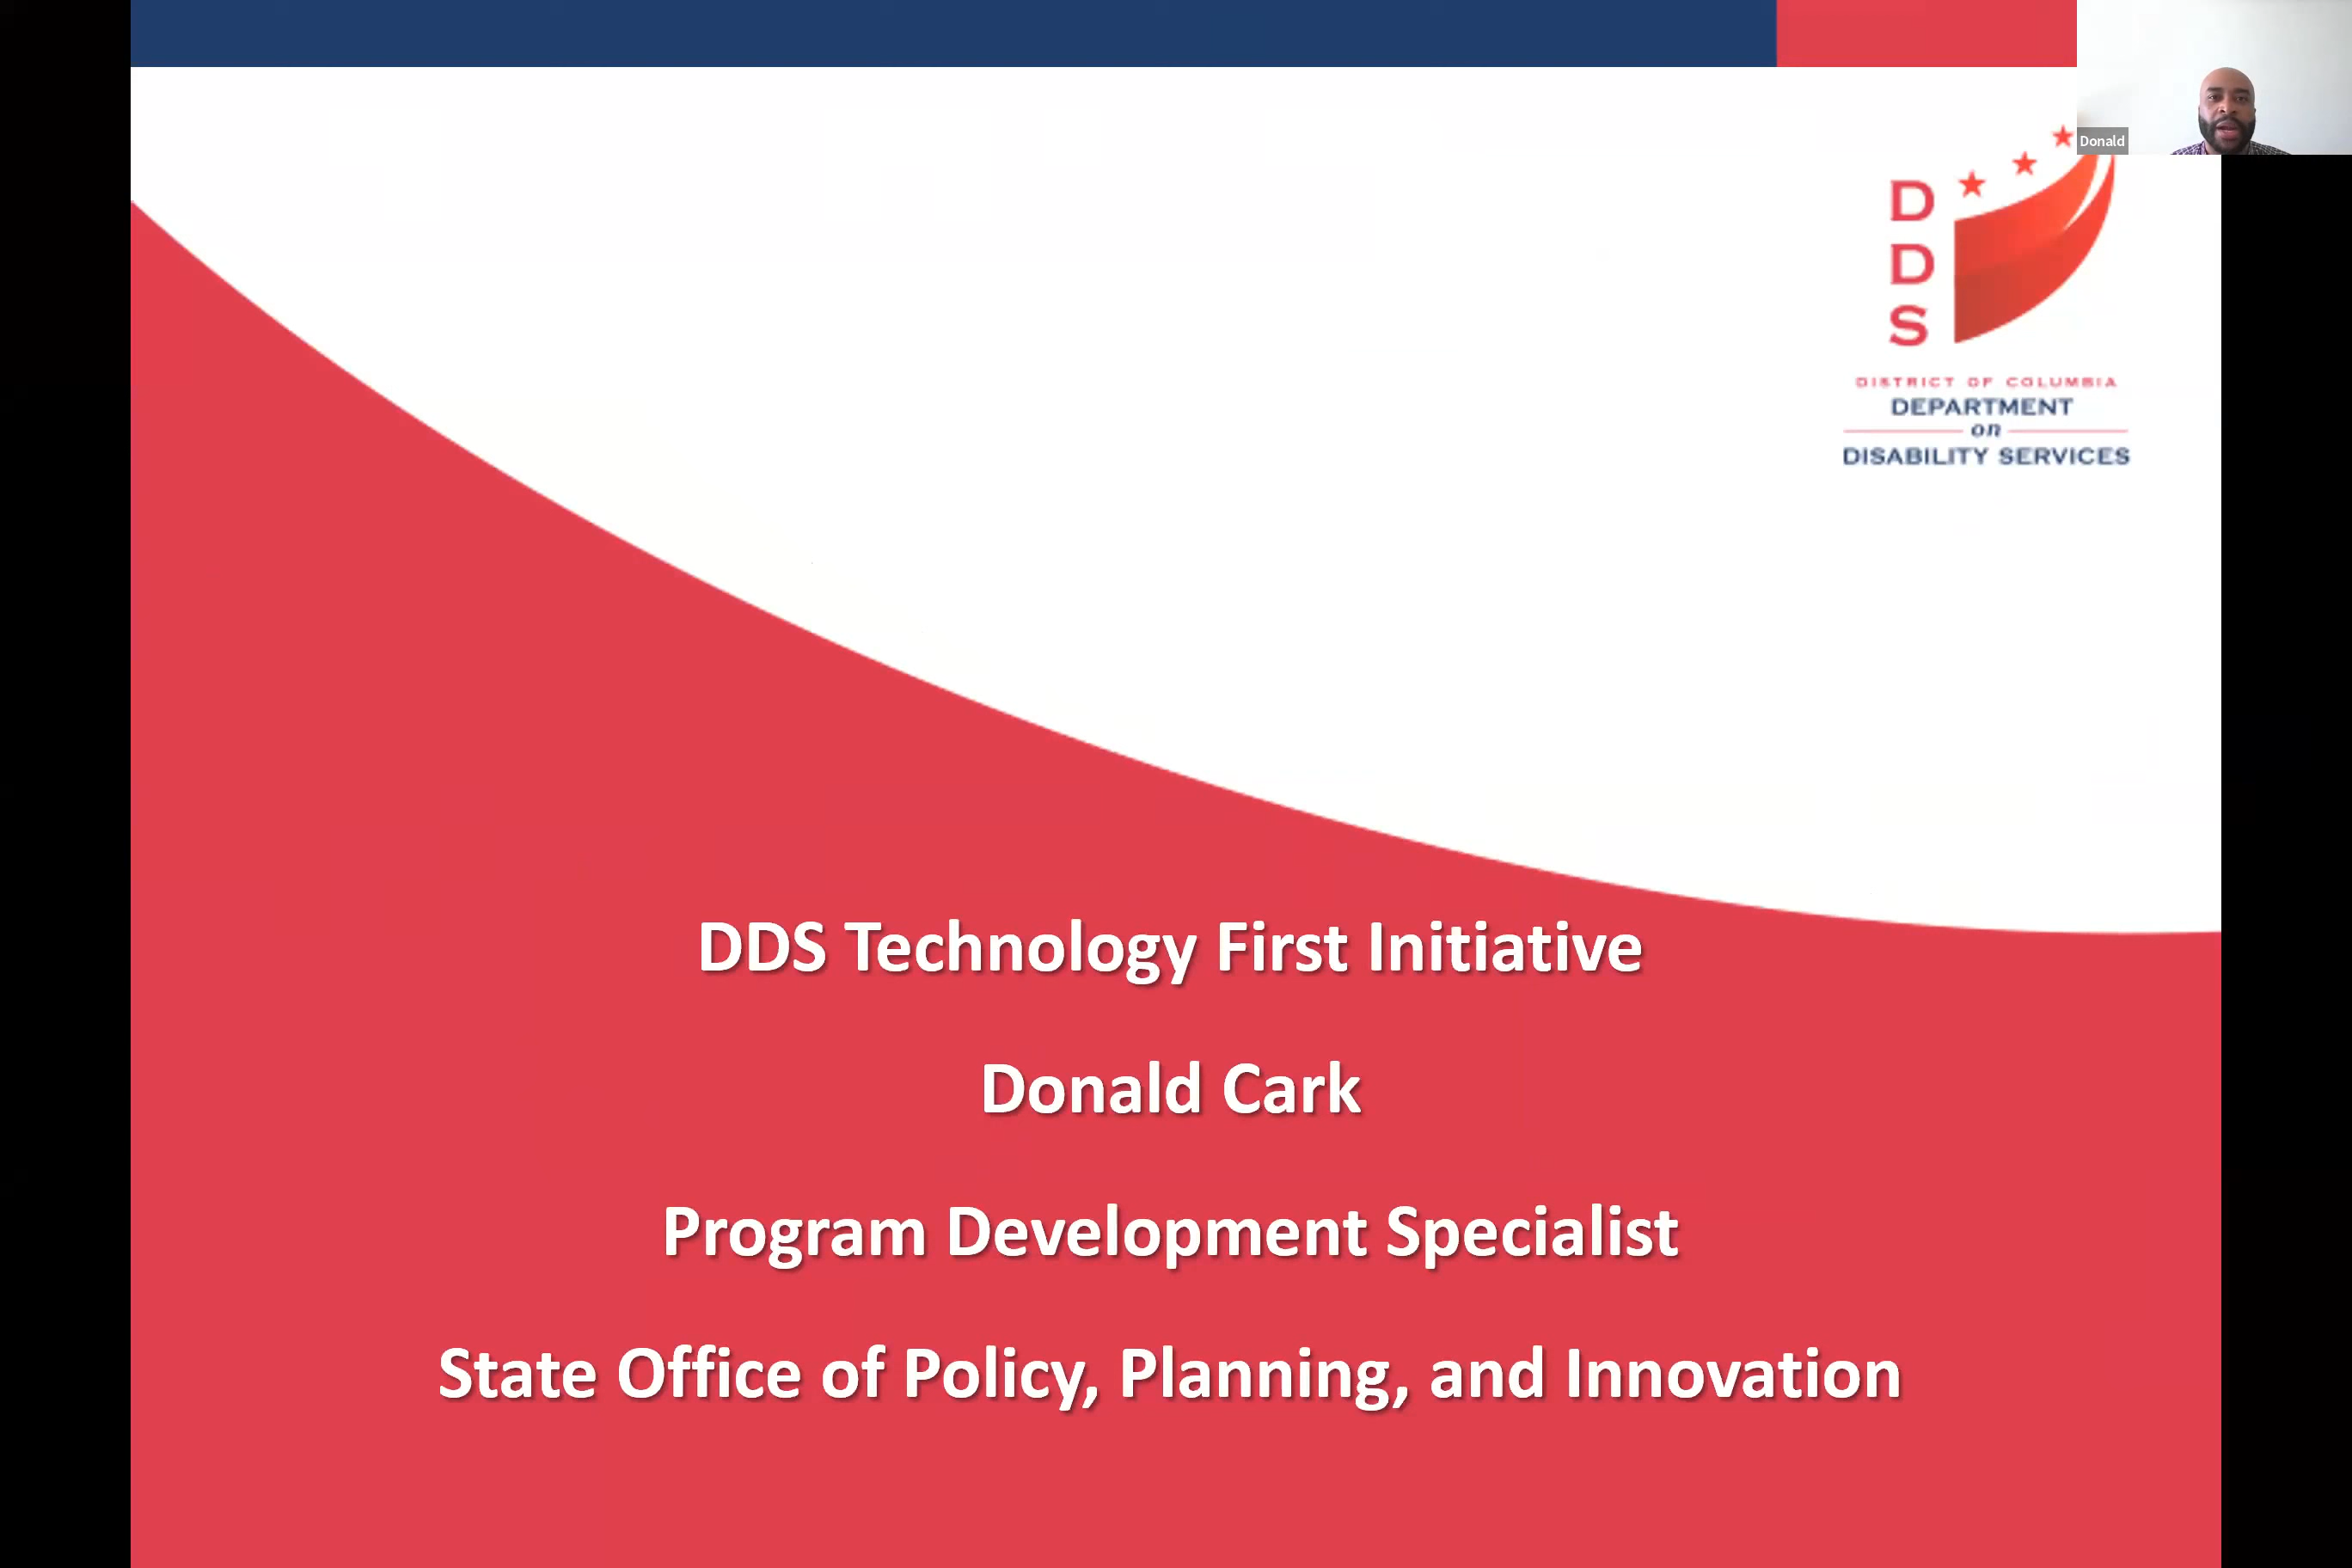 Donald
D
D
S
DISTRICT OF COLUMBIA
DEPARTMENT
on
DISABILITY SERVICES
DDS Technology First Initiative
Donald Cark
Program Development Specialist
State Office of Policy, Planning, and Innovation